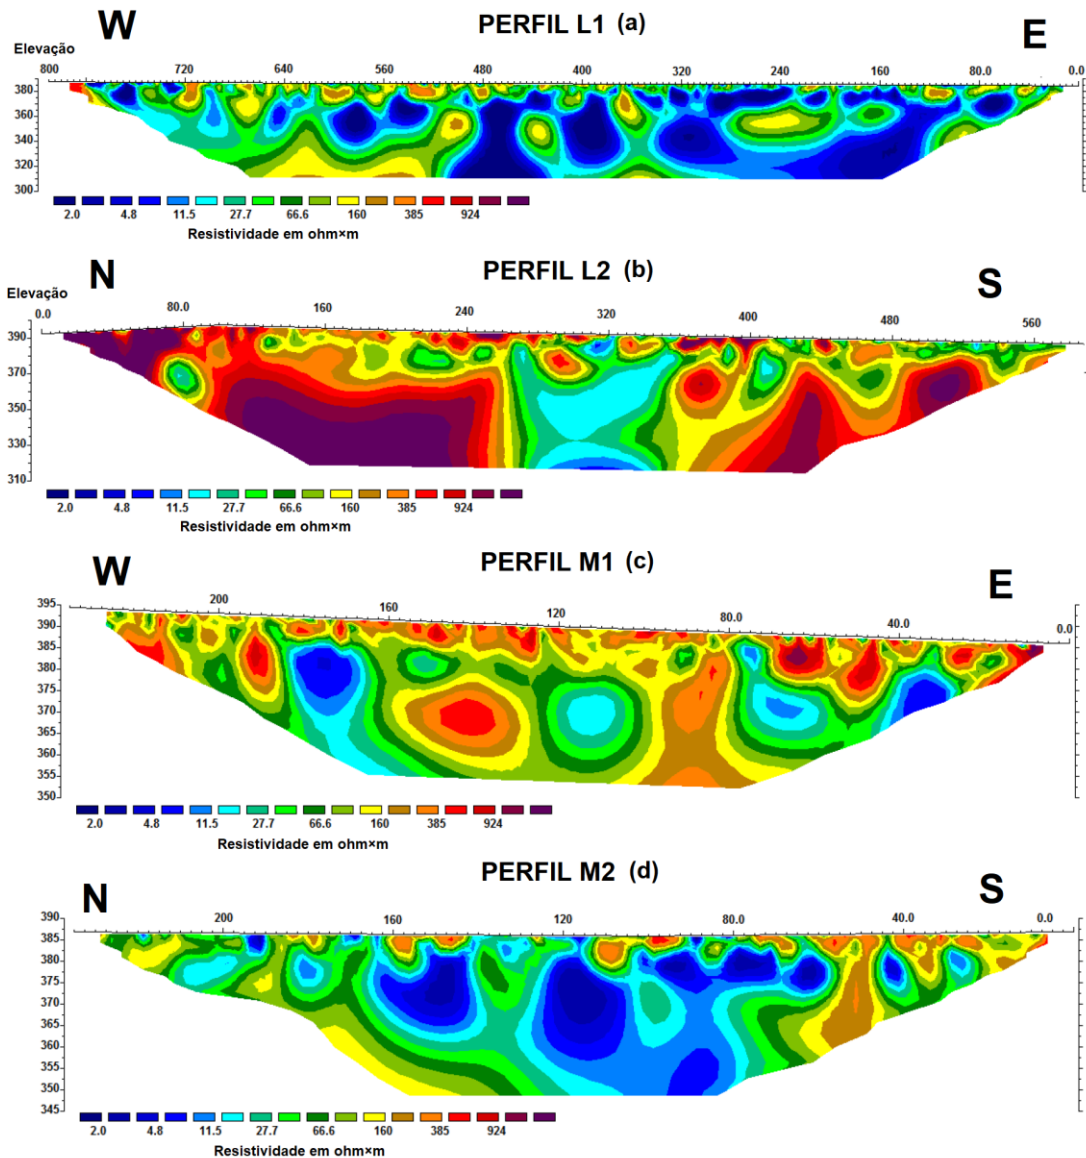 W PERFIL L1 (a) E
Elevação
800 720 640 560 480 400 320 240 160 80.0 0.0
380
360
340
320
300
2.0 4.8 11.5 27.7 66.6 160 385 924
Resistividade em ohm×m
N PERFIL L2 (b) S
Elevação
0.0 80.0 160 240 320 400 480 560
390
370
350
330
310
2.0 4.8 11.5 27.7 66.6 160 385 924
Resistividade em ohm×m
W PERFIL M1 (c) E
200 160 120 80.0 40.0 0.0
395
390
385
380
375
370
365
360
355
350
2.0 4.8 11.5 27.7 66.6 160 385 924
Resistividade em ohm×m
N PERFIL M2 (d) S
200 160 120 80.0 40.0 0.0
390
385
380
375
370
365
360
355
350
345
2.0 4.8 11.5 27.7 66.6 160 385 924
Resistividade em ohm×m